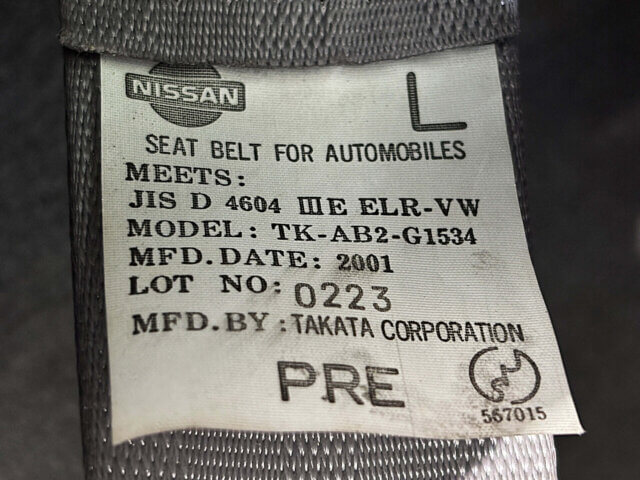 NISSAN
L
SEAT BELT FOR AUTOMOBILES
MEETS:
JIS D 4604 ⅢE ELR-VW
MODEL: TK-AB2-G1534
MFD.DATE: 2001
LOT NO: 0223
MFD.BY : TAKATA CORPORATION
PRE
567015